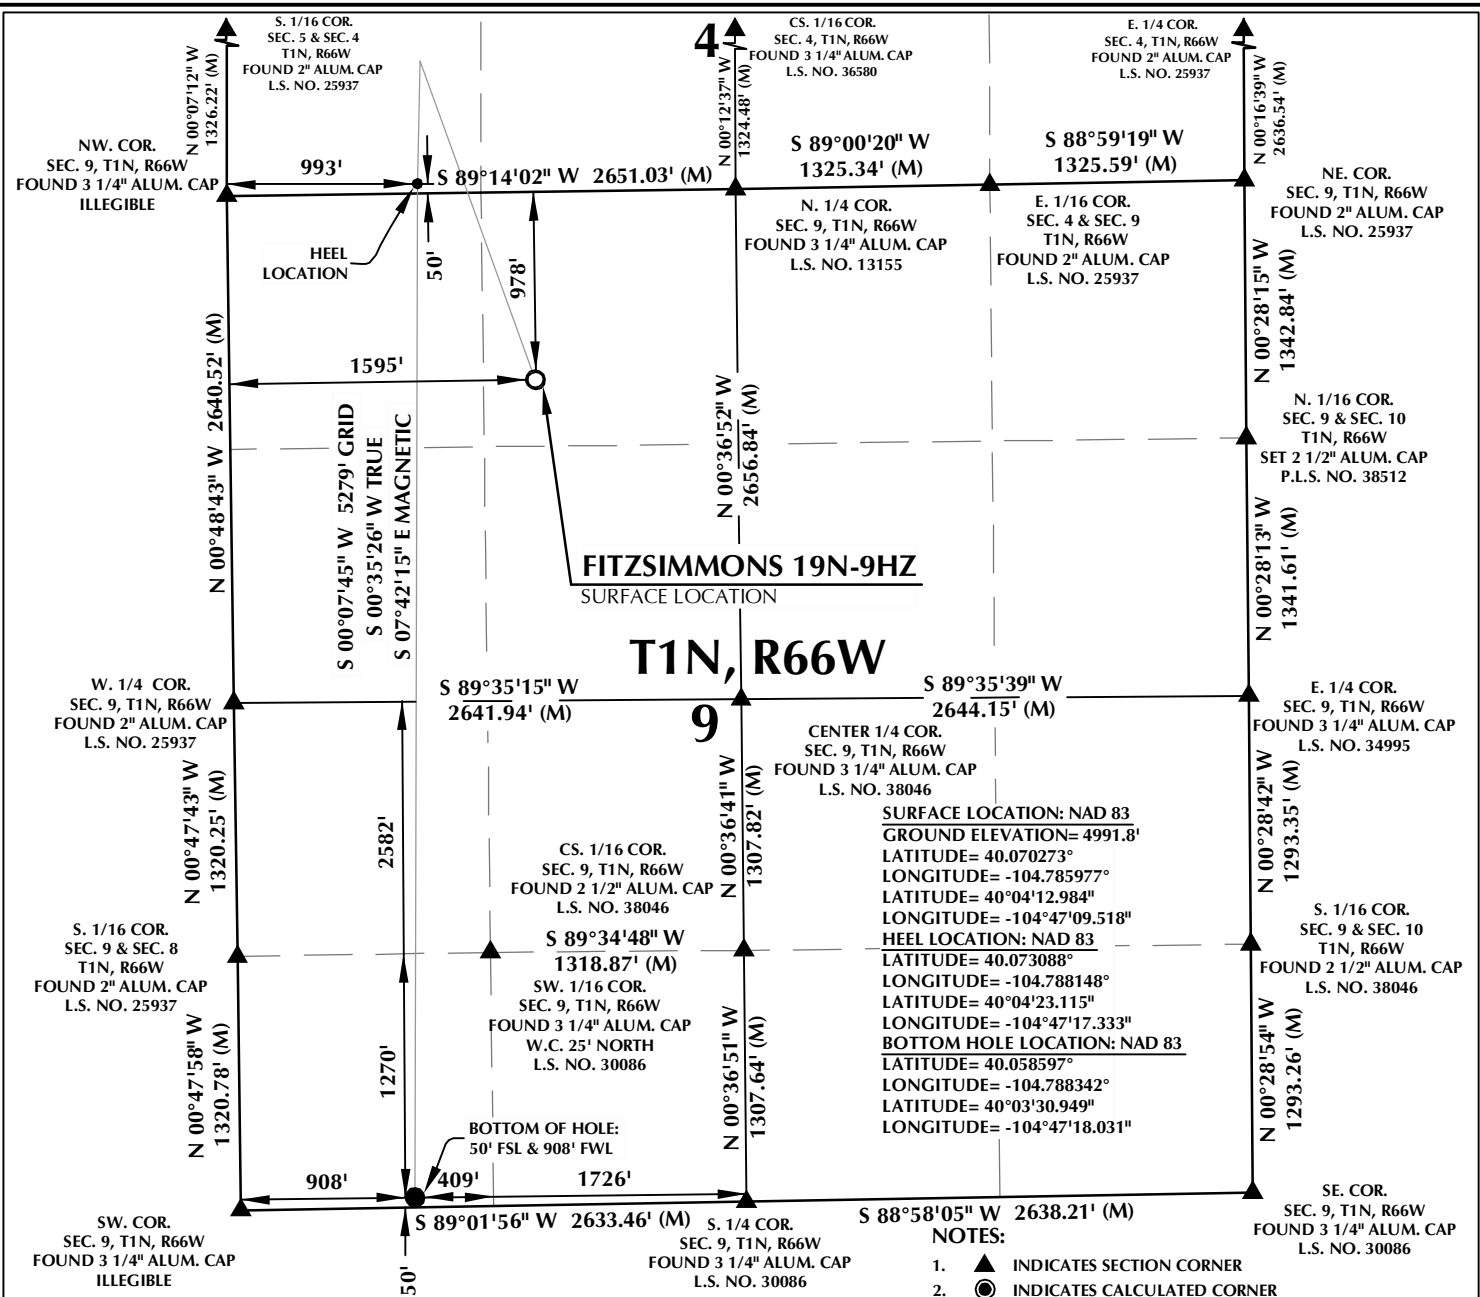 S. 1/16 COR.
SEC. 5 & SEC. 4
T1N, R66W
FOUND 2" ALUM. CAP
L.S. NO. 25937
N 00°07'12" W
1326.22' (M)
4
CS. 1/16 COR.
SEC. 4, T1N, R66W
FOUND 3 1/4" ALUM. CAP
L.S. NO. 36580
N 00°12'37" W
1324.48' (M)
E. 1/4 COR.
SEC. 4, T1N, R66W
FOUND 2" ALUM. CAP
L.S. NO. 25937
N 00°16'39" W
2636.54' (M)
NW. COR.
SEC. 9, T1N, R66W
FOUND 3 1/4" ALUM. CAP
ILLEGIBLE
993'
S 89°14'02" W 2651.03' (M)
S 89°00'20" W
1325.34' (M)
S 88°59'19" W
1325.59' (M)
NE. COR.
SEC. 9, T1N, R66W
FOUND 2" ALUM. CAP
L.S. NO. 25937
HEEL
LOCATION
50'
978'
N. 1/4 COR.
SEC. 9, T1N, R66W
FOUND 3 1/4" ALUM. CAP
L.S. NO. 13155
E. 1/16 COR.
SEC. 4 & SEC. 9
T1N, R66W
FOUND 2" ALUM. CAP
L.S. NO. 25937
N 00°28'15" W
1342.84' (M)
1595'
N 00°48'43" W 2640.52' (M)
S 00°07'45" W 5279' GRID
S 00°35'26" W TRUE
S 07°42'15" E MAGNETIC
N 00°36'52" W
2656.84' (M)
N. 1/16 COR.
SEC. 9 & SEC. 10
T1N, R66W
SET 2 1/2" ALUM. CAP
P.L.S. NO. 38512
FITZSIMMONS 19N-9HZ
SURFACE LOCATION
N 00°28'13" W
1341.61' (M)
T1N, R66W
W. 1/4 COR.
SEC. 9, T1N, R66W
FOUND 2" ALUM. CAP
L.S. NO. 25937
S 89°35'15" W
2641.94' (M)
9
S 89°35'39" W
2644.15' (M)
E. 1/4 COR.
SEC. 9, T1N, R66W
FOUND 3 1/4" ALUM. CAP
L.S. NO. 34995
CENTER 1/4 COR.
SEC. 9, T1N, R66W
FOUND 3 1/4" ALUM. CAP
L.S. NO. 38046
N 00°47'43" W
1320.25' (M)
2582'
N 00°36'41" W
1307.82' (M)
N 00°28'42" W
1293.35' (M)
CS. 1/16 COR.
SEC. 9, T1N, R66W
FOUND 2 1/2" ALUM. CAP
L.S. NO. 38046
SURFACE LOCATION: NAD 83
GROUND ELEVATION= 4991.8'
LATITUDE= 40.070273°
LONGITUDE= -104.785977°
LATITUDE= 40°04'12.984"
LONGITUDE= -104°47'09.518"
HEEL LOCATION: NAD 83
LATITUDE= 40.073088°
LONGITUDE= -104.788148°
LATITUDE= 40°04'23.115"
LONGITUDE= -104°47'17.333"
BOTTOM HOLE LOCATION: NAD 83
LATITUDE= 40.058597°
LONGITUDE= -104.788342°
LATITUDE= 40°03'30.949"
LONGITUDE= -104°47'18.031"
S. 1/16 COR.
SEC. 9 & SEC. 8
T1N, R66W
FOUND 2" ALUM. CAP
L.S. NO. 25937
S 89°34'48" W
1318.87' (M)
SW. 1/16 COR.
SEC. 9, T1N, R66W
FOUND 3 1/4" ALUM. CAP
W.C. 25' NORTH
L.S. NO. 30086
S. 1/16 COR.
SEC. 9 & SEC. 10
T1N, R66W
FOUND 2 1/2" ALUM. CAP
L.S. NO. 38046
N 00°47'58" W
1320.78' (M)
1270'
N 00°36'51" W
1307.64' (M)
N 00°28'54" W
1293.26' (M)
BOTTOM OF HOLE:
50' FSL & 908' FWL
908'
409'
1726'
S 89°01'56" W 2633.46' (M)
S 88°58'05" W 2638.21' (M)
SW. COR.
SEC. 9, T1N, R66W
FOUND 3 1/4" ALUM. CAP
ILLEGIBLE
50'
S. 1/4 COR.
SEC. 9, T1N, R66W
FOUND 3 1/4" ALUM. CAP
L.S. NO. 30086
SE. COR.
SEC. 9, T1N, R66W
FOUND 3 1/4" ALUM. CAP
L.S. NO. 30086
NOTES:
1. INDICATES SECTION CORNER
2. INDICATES CALCULATED CORNER